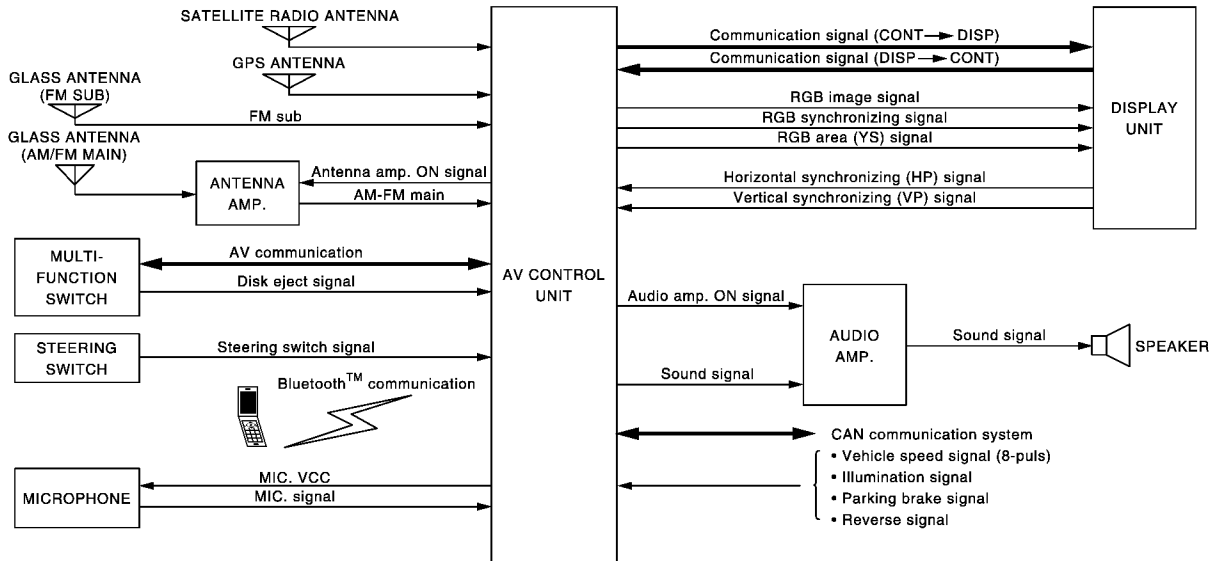 SATELLITE RADIO ANTENNA
GPS ANTENNA
GLASS ANTENNA
(FM SUB)
FM sub
GLASS ANTENNA
(AM/FM MAIN)
ANTENNA
AMP.
Antenna amp. ON signal
AM-FM main
MULTI-
FUNCTION
SWITCH
AV communication
Disk eject signal
STEERING
SWITCH
Steering switch signal
Bluetooth™ communication
MICROPHONE
MIC. VCC
MIC. signal
AV CONTROL
UNIT
Communication signal (CONT→ DISP)
Communication signal (DISP → CONT)
RGB image signal
RGB synchronizing signal
RGB area (YS) signal
Horizontal synchronizing (HP) signal
Vertical synchronizing (VP) signal
DISPLAY
UNIT
Audio amp. ON signal
Sound signal
AUDIO
AMP.
Sound signal
SPEAKER
CAN communication system
• Vehicle speed signal (8-puls)
• Illumination signal
• Parking brake signal
• Reverse signal